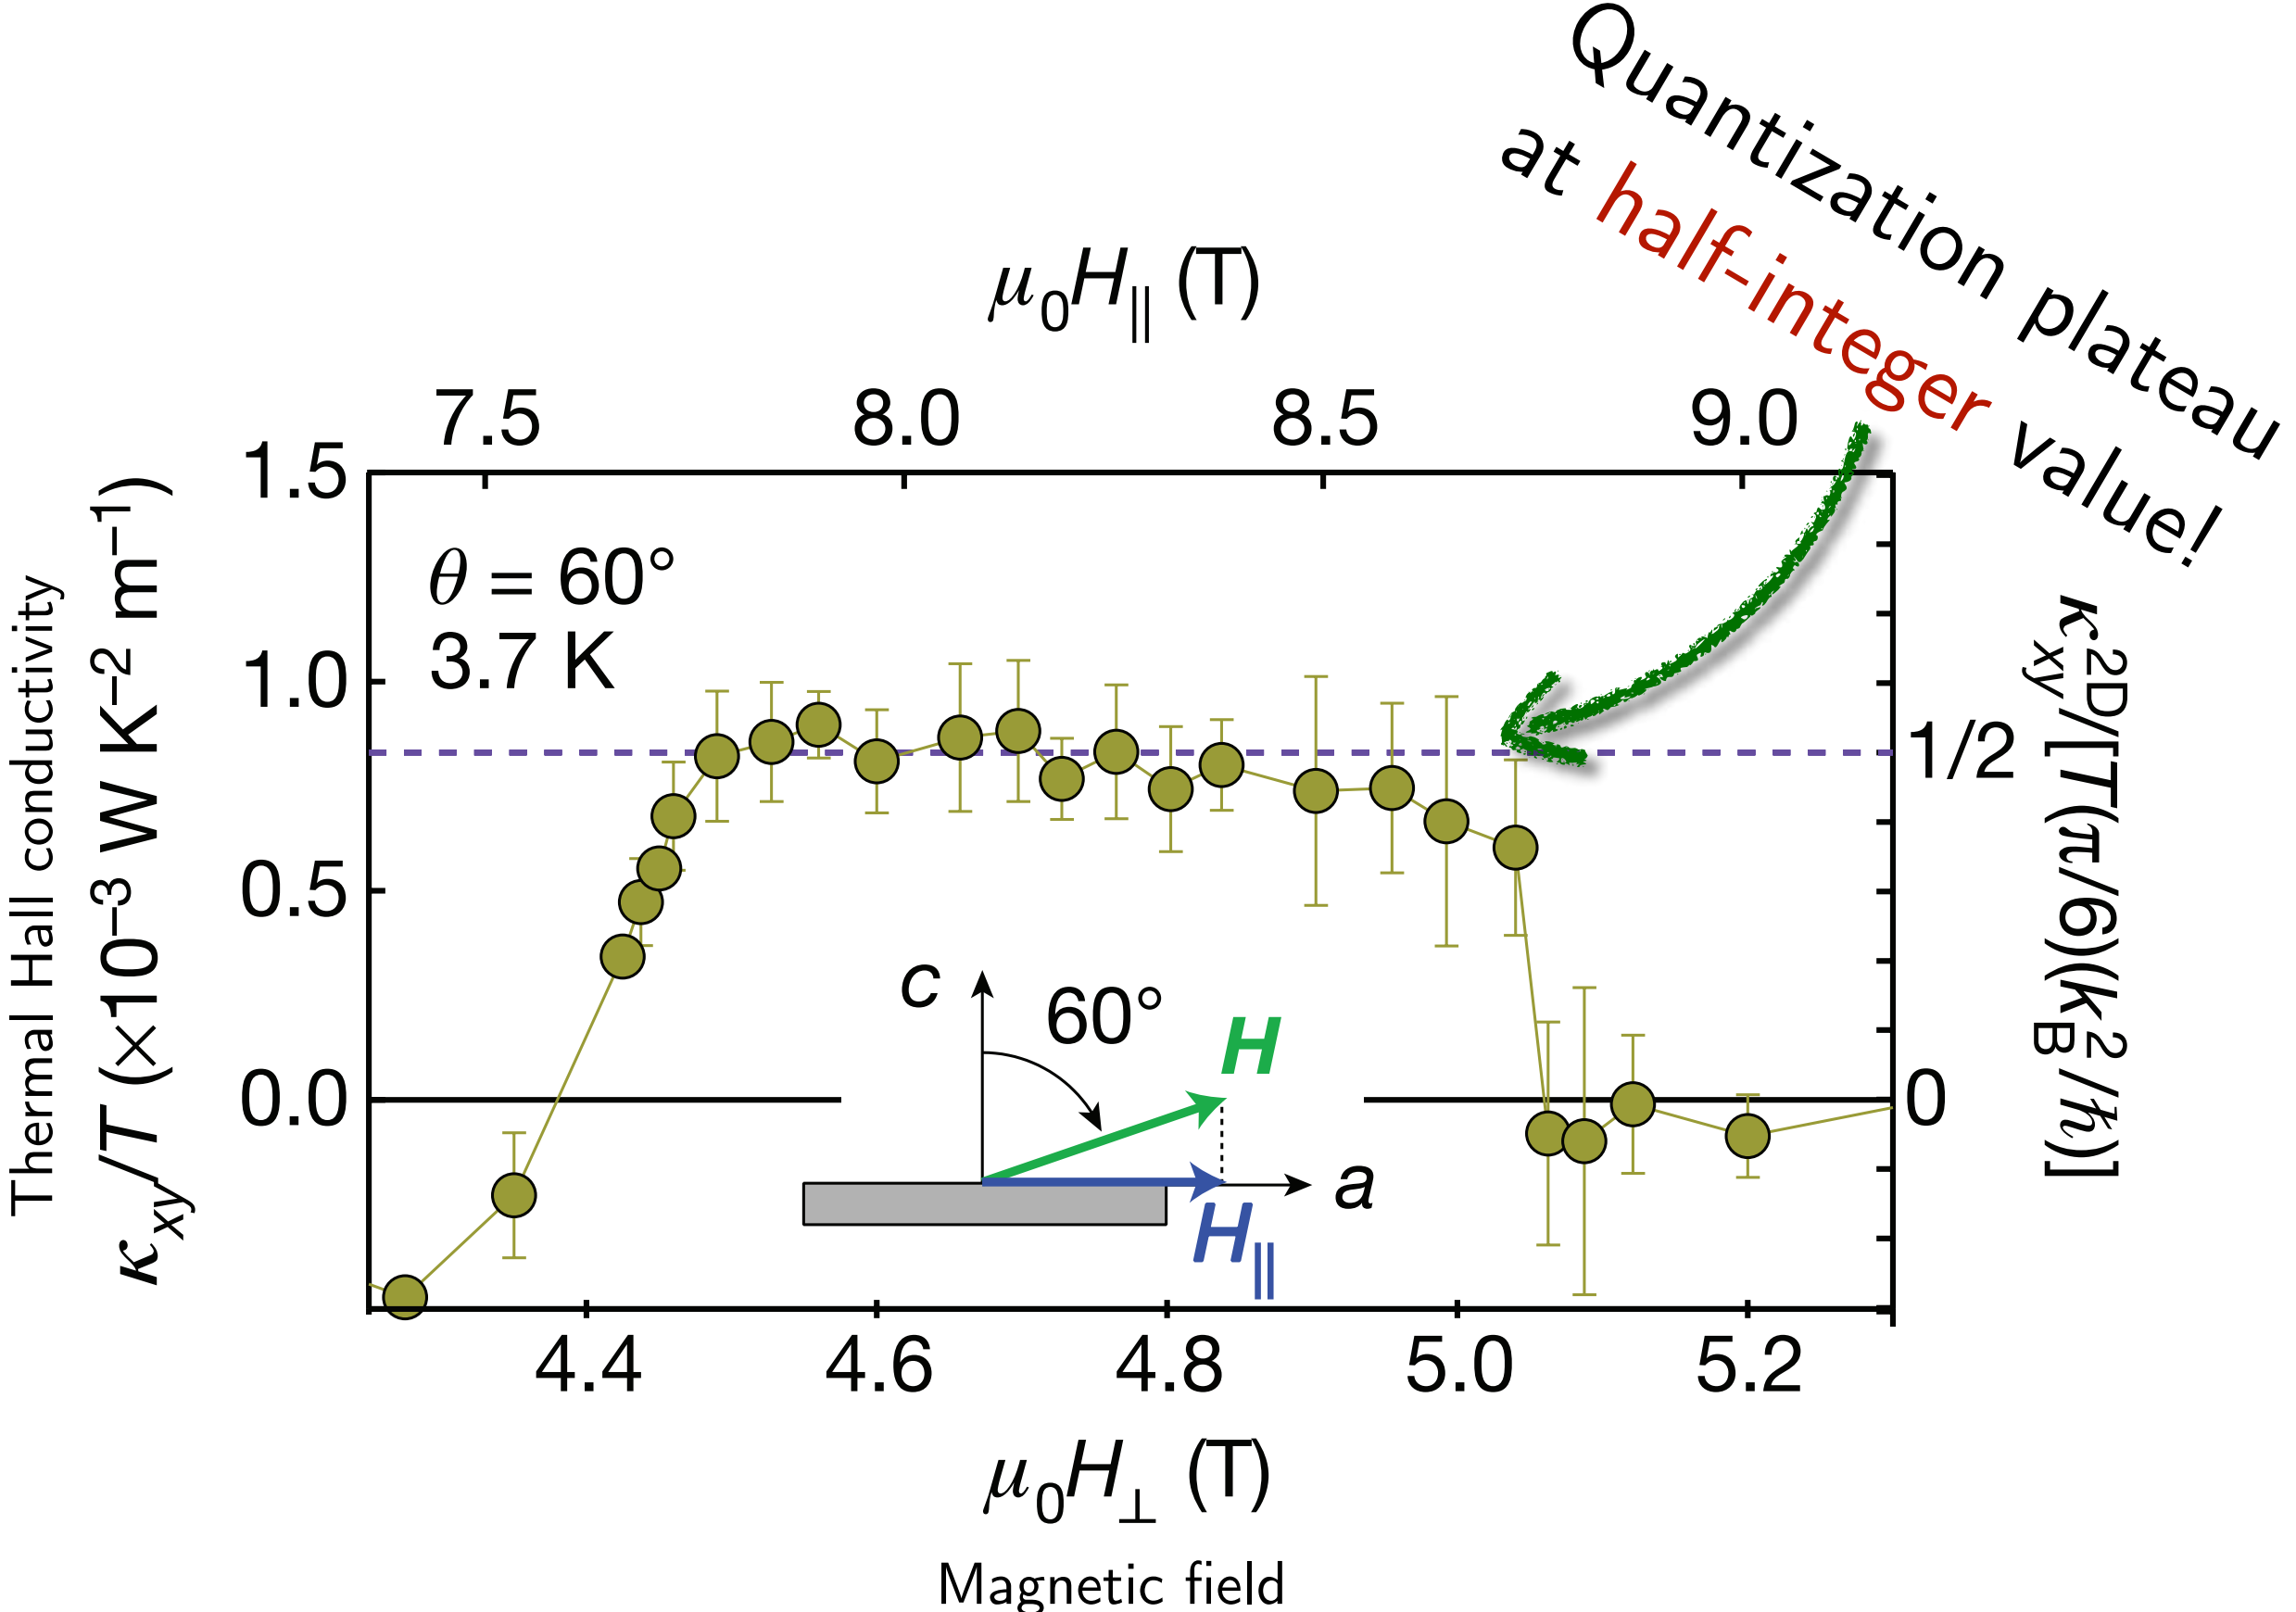 Quantization plateau
at half-integer value!
μ0H∥ (T)
7.5 8.0 8.5 9.0
1.5
1.0
0.5
0.0
Thermal Hall conductivity
κxy/T (×10−3 W K−2 m−1)
θ = 60°
3.7 K
1/2
0
κ2Dxy/[T(π/6)(k2B/ℏ)]
c
60°
H
a
H∥
4.4 4.6 4.8 5.0 5.2
μ0H⊥ (T)
Magnetic field